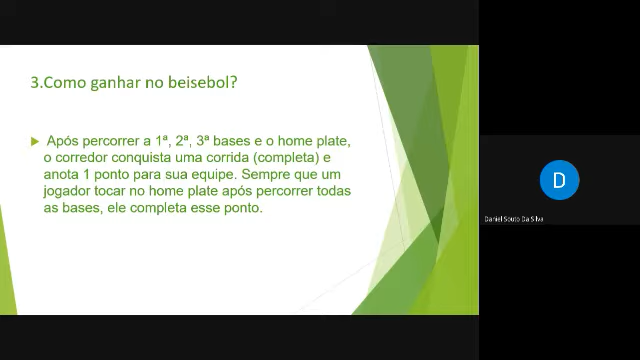 3.Como ganhar no beisebol?
Após percorrer a 1ª, 2ª, 3ª bases e o home plate,
o corredor conquista uma corrida (completa) e
anota 1 ponto para sua equipe. Sempre que um
jogador tocar no home plate após percorrer todas
as bases, ele completa esse ponto.
D
Daniel Souto Da Silva